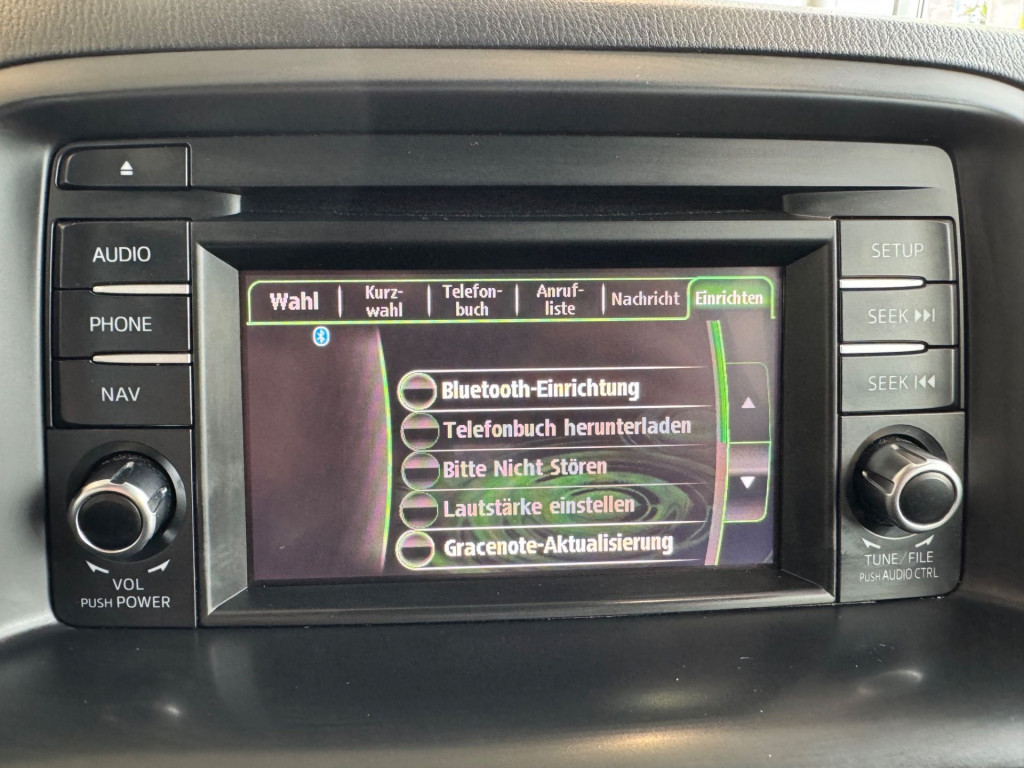 AUDIO
PHONE
NAV
VOL
PUSH POWER
Wahl
Kurz-
wahl
Telefon-
buch
Anruf-
liste
Nachricht
Einrichten
Bluetooth-Einrichtung
Telefonbuch herunterladen
Bitte Nicht Stören
Lautstärke einstellen
Gracenote-Aktualisierung
SETUP
SEEK
SEEK
TUNE/FILE
PUSH AUDIO CTRL